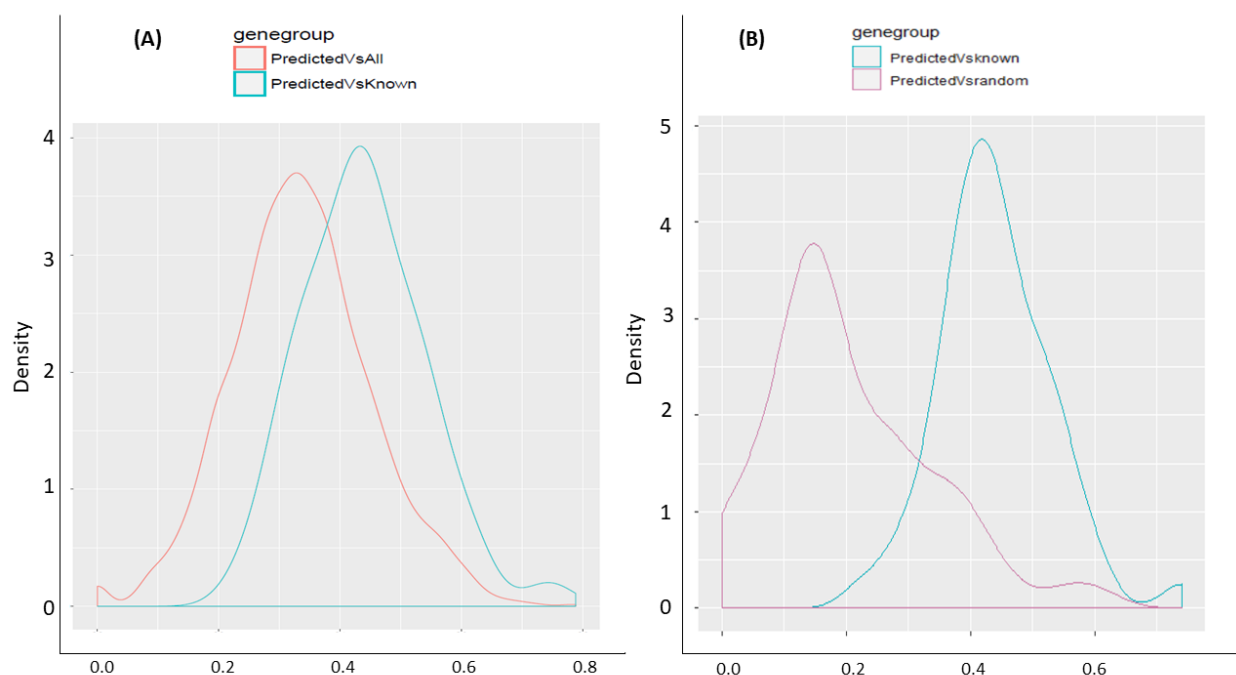 (A)
genegroup
PredictedVsAll
PredictedVsKnown
4
3
2
1
0
Density
0.0 0.2 0.4 0.6 0.8
(B)
genegroup
PredictedVsknown
PredictedVsrandom
5
4
3
2
1
0
Density
0.0 0.2 0.4 0.6